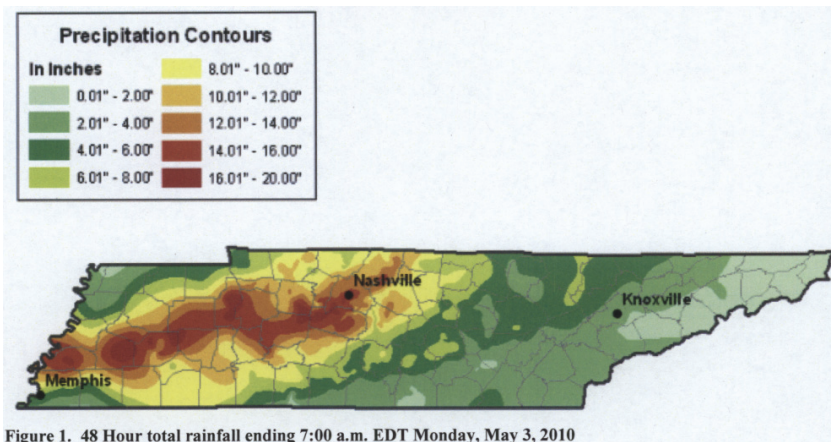 Precipitation Contours
In Inches
0.01" - 2.00"
2.01" - 4.00"
4.01" - 6.00"
6.01" - 8.00"
8.01" - 10.00"
10.01" - 12.00"
12.01" - 14.00"
14.01" - 16.00"
16.01" - 20.00"
Nashville
Knoxville
Memphis
Figure 1. 48 Hour total rainfall ending 7:00 a.m. EDT Monday, May 3, 2010